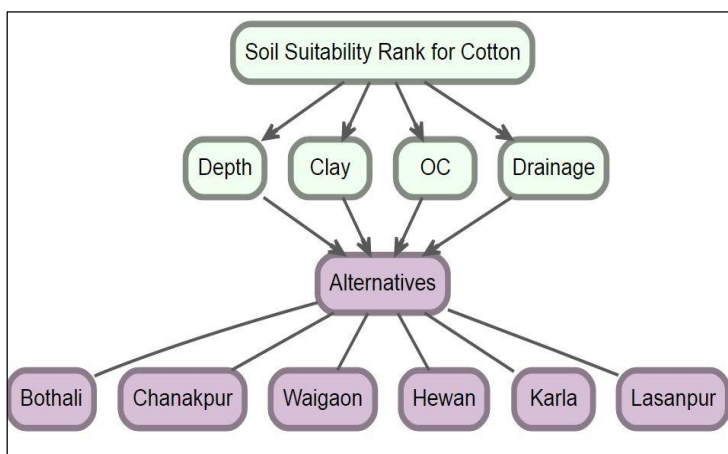 Soil Suitability Rank for Cotton
Depth
Clay
OC
Drainage
Alternatives
Bothali
Chanakpur
Waigaon
Hewan
Karla
Lasanpur